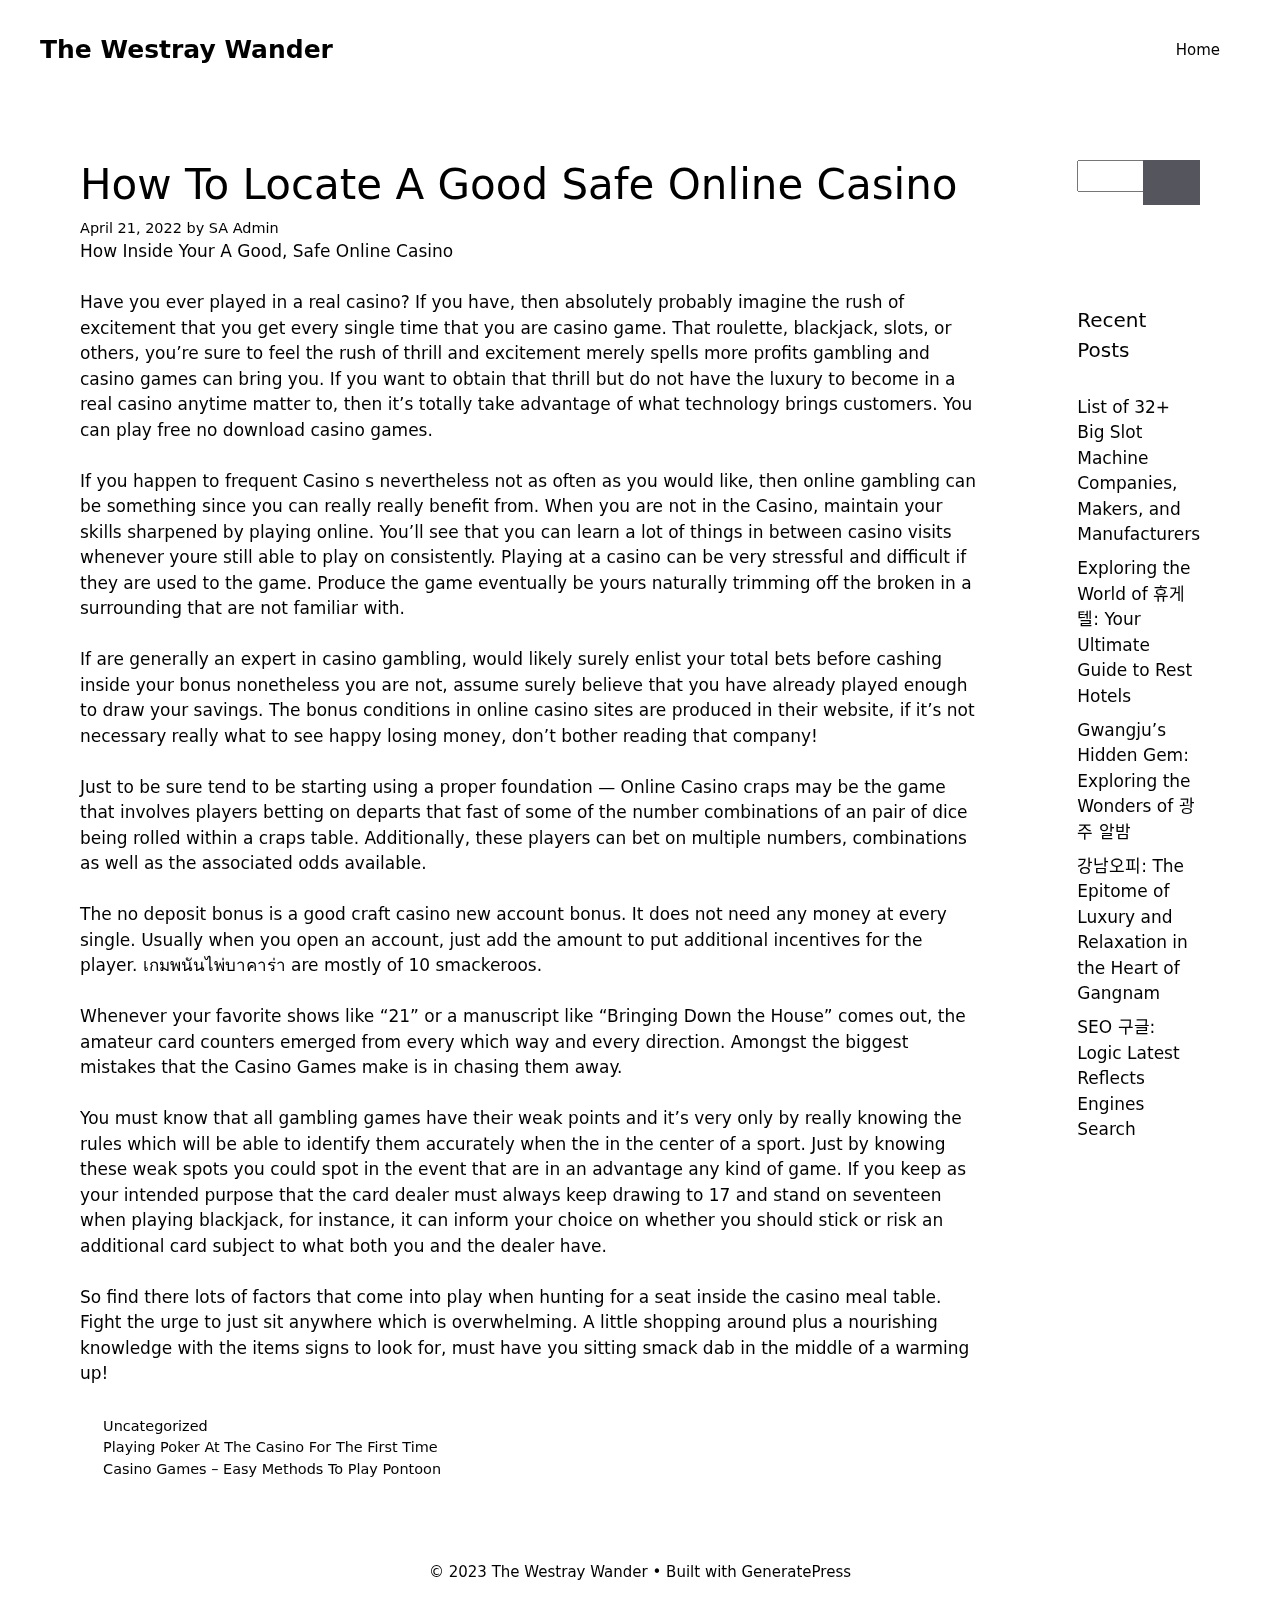 The Westray Wander
Home
How To Locate A Good Safe Online Casino
April 21, 2022 by SA Admin
How Inside Your A Good, Safe Online Casino
Have you ever played in a real casino? If you have, then absolutely probably imagine the rush of
excitement that you get every single time that you are casino game. That roulette, blackjack, slots, or
others, you’re sure to feel the rush of thrill and excitement merely spells more profits gambling and
casino games can bring you. If you want to obtain that thrill but do not have the luxury to become in a
real casino anytime matter to, then it’s totally take advantage of what technology brings customers. You
can play free no download casino games.
If you happen to frequent Casino s nevertheless not as often as you would like, then online gambling can
be something since you can really really benefit from. When you are not in the Casino, maintain your
skills sharpened by playing online. You’ll see that you can learn a lot of things in between casino visits
whenever youre still able to play on consistently. Playing at a casino can be very stressful and difficult if
they are used to the game. Produce the game eventually be yours naturally trimming off the broken in a
surrounding that are not familiar with.
If are generally an expert in casino gambling, would likely surely enlist your total bets before cashing
inside your bonus nonetheless you are not, assume surely believe that you have already played enough
to draw your savings. The bonus conditions in online casino sites are produced in their website, if it’s not
necessary really what to see happy losing money, don’t bother reading that company!
Just to be sure tend to be starting using a proper foundation — Online Casino craps may be the game
that involves players betting on departs that fast of some of the number combinations of an pair of dice
being rolled within a craps table. Additionally, these players can bet on multiple numbers, combinations
as well as the associated odds available.
The no deposit bonus is a good craft casino new account bonus. It does not need any money at every
single. Usually when you open an account, just add the amount to put additional incentives for the
player. เกมพนันไพ่บาคาร่า are mostly of 10 smackeroos.
Whenever your favorite shows like “21” or a manuscript like “Bringing Down the House” comes out, the
amateur card counters emerged from every which way and every direction. Amongst the biggest
mistakes that the Casino Games make is in chasing them away.
You must know that all gambling games have their weak points and it’s very only by really knowing the
rules which will be able to identify them accurately when the in the center of a sport. Just by knowing
these weak spots you could spot in the event that are in an advantage any kind of game. If you keep as
your intended purpose that the card dealer must always keep drawing to 17 and stand on seventeen
when playing blackjack, for instance, it can inform your choice on whether you should stick or risk an
additional card subject to what both you and the dealer have.
So find there lots of factors that come into play when hunting for a seat inside the casino meal table.
Fight the urge to just sit anywhere which is overwhelming. A little shopping around plus a nourishing
knowledge with the items signs to look for, must have you sitting smack dab in the middle of a warming
up!
Uncategorized
Playing Poker At The Casino For The First Time
Casino Games – Easy Methods To Play Pontoon
Recent
Posts
List of 32+
Big Slot
Machine
Companies,
Makers, and
Manufacturers
Exploring the
World of 휴게
텔: Your
Ultimate
Guide to Rest
Hotels
Gwangju’s
Hidden Gem:
Exploring the
Wonders of 광
주 알밤
강남오피: The
Epitome of
Luxury and
Relaxation in
the Heart of
Gangnam
SEO 구글:
Logic Latest
Reflects
Engines
Search
© 2023 The Westray Wander • Built with GeneratePress